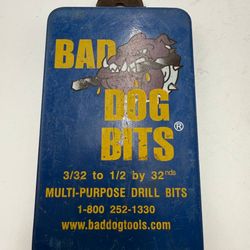 BAD
DOG
BITS®
3/32 to 1/2 by 32nds
MULTI-PURPOSE DRILL BITS
1-800 252-1330
www.baddogtools.com